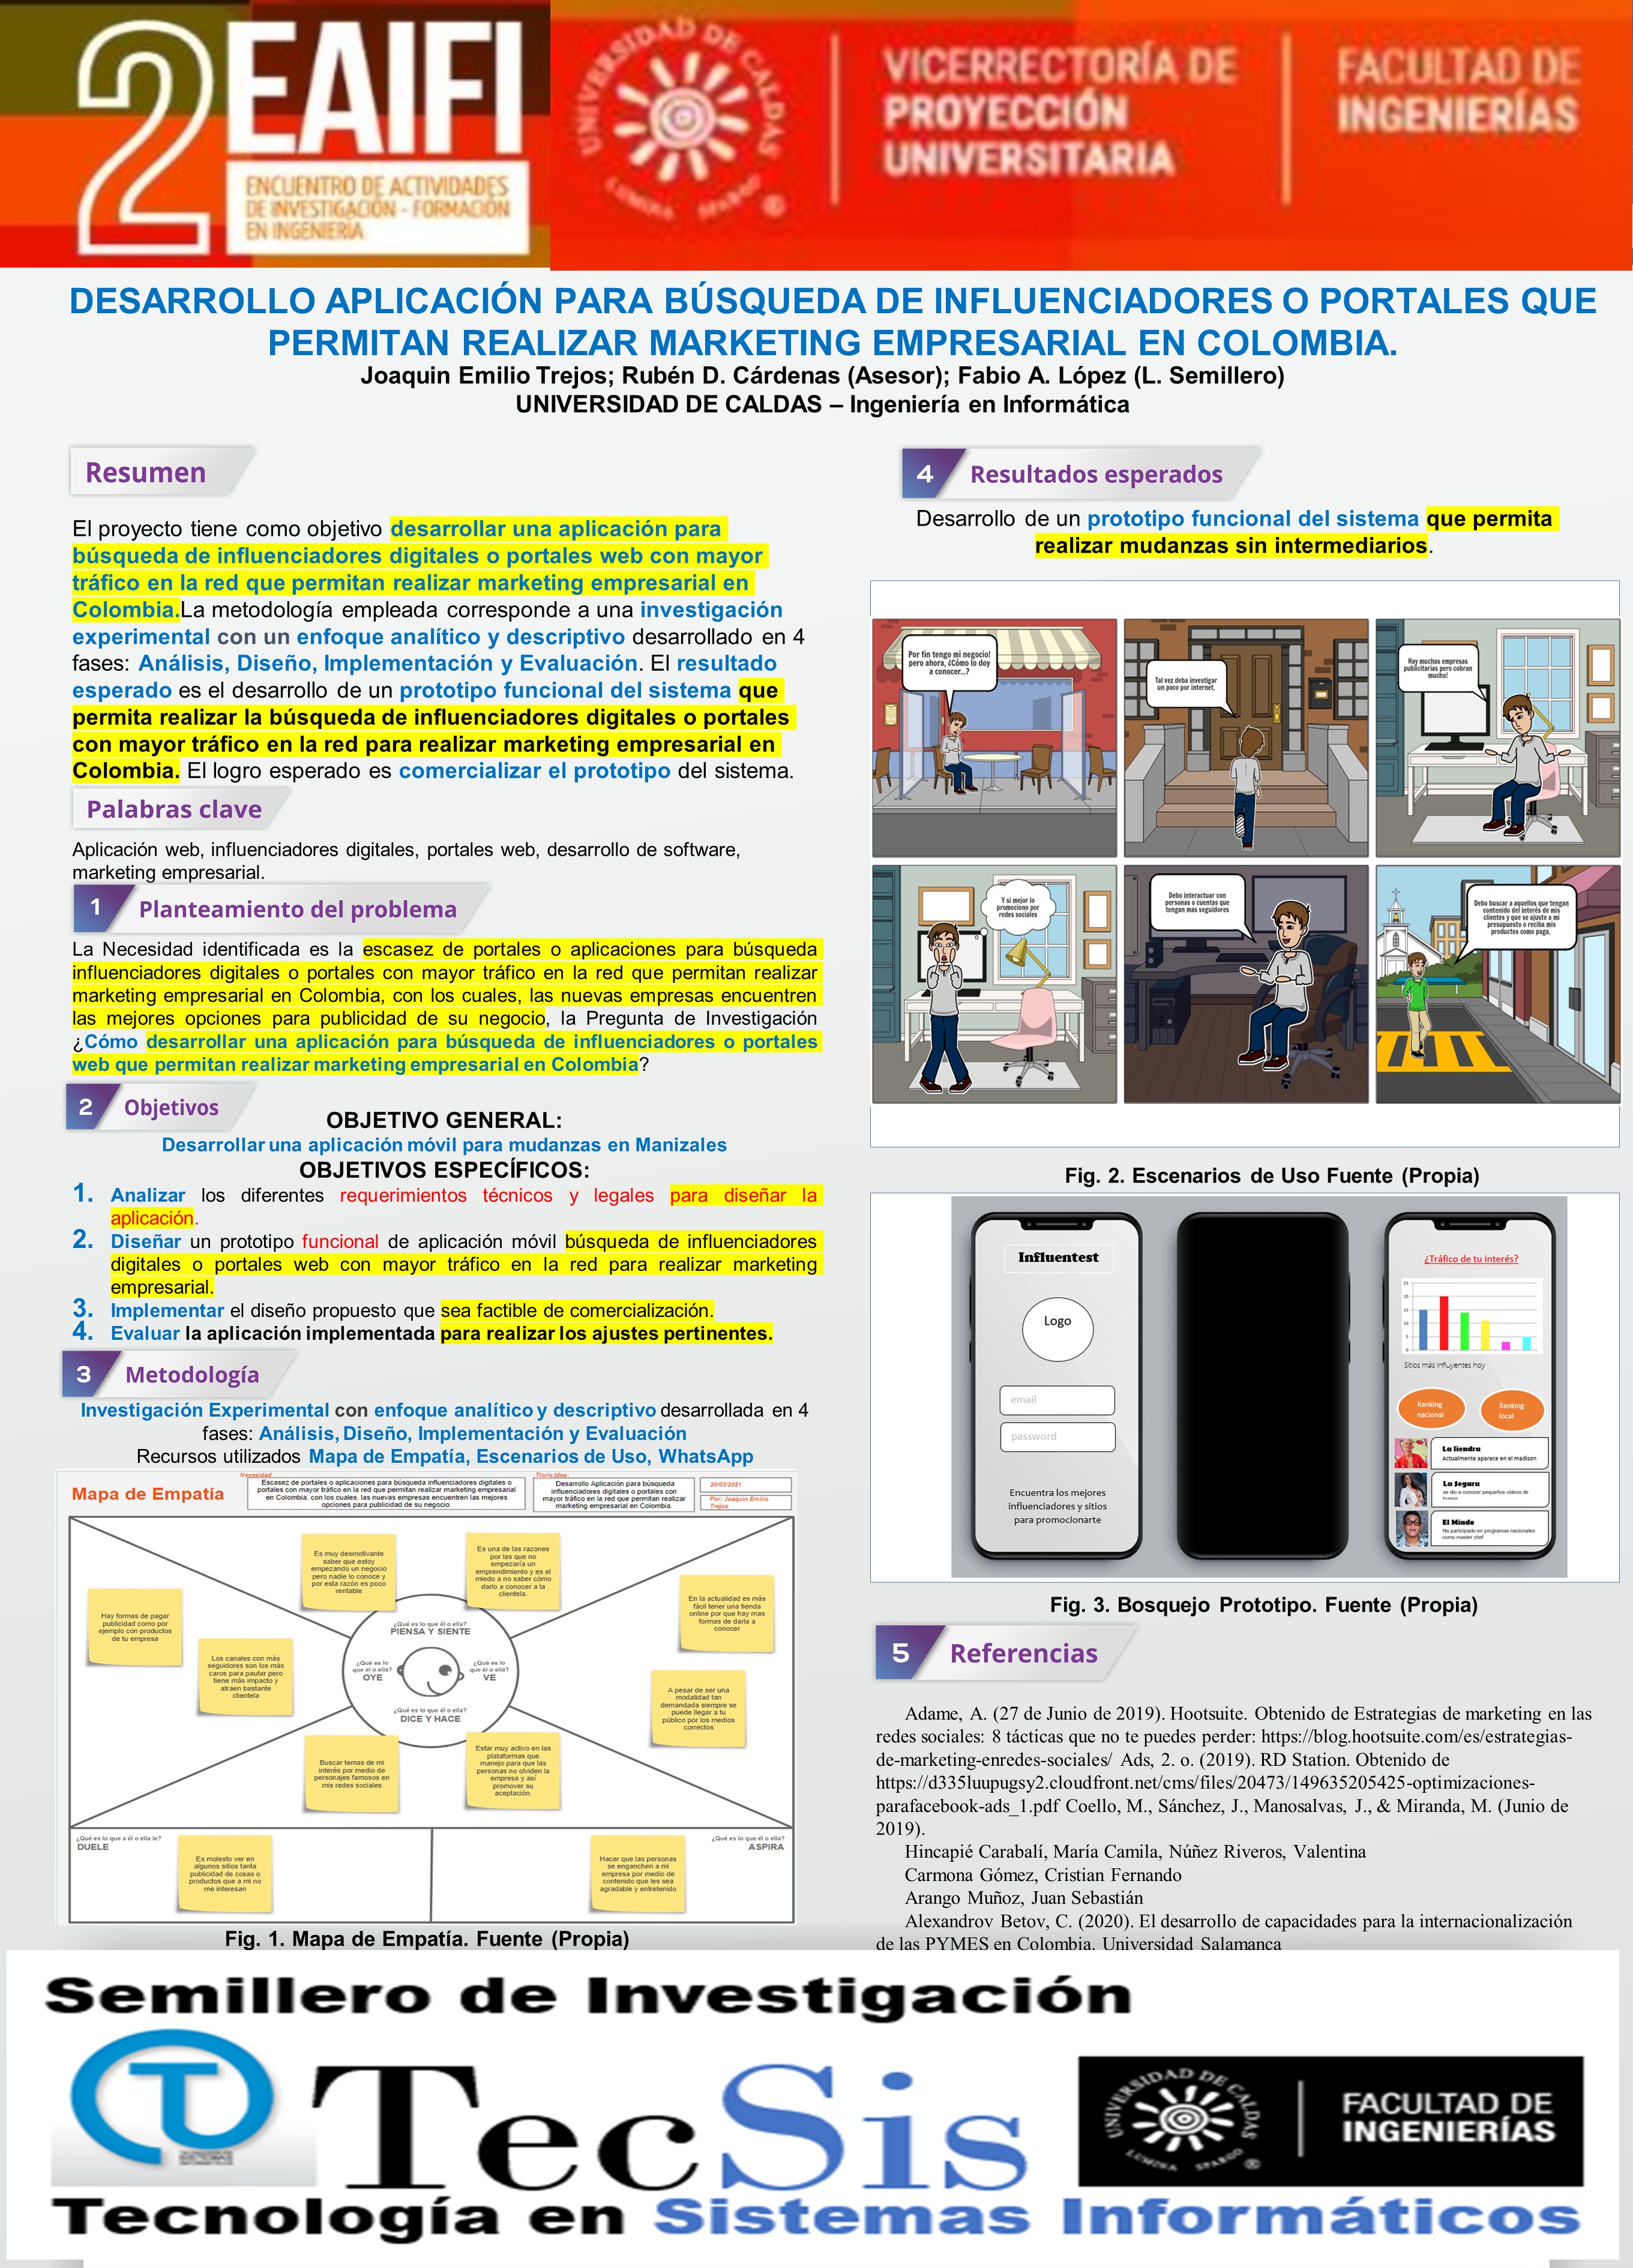 2 EAIFI
ENCUENTRO DE ACTIVIDADES
DE INVESTIGACIÓN - FORMACIÓN
EN INGENIERÍA
UNIVERSIDAD DE CALDAS
LUMINA SPARGO
®
VICERRECTORÍA DE
PROYECCIÓN
UNIVERSITARIA
FACULTAD DE
INGENIERÍAS
DESARROLLO APLICACIÓN PARA BÚSQUEDA DE INFLUENCIADORES O PORTALES QUE
PERMITAN REALIZAR MARKETING EMPRESARIAL EN COLOMBIA.
Joaquin Emilio Trejos; Rubén D. Cárdenas (Asesor); Fabio A. López (L. Semillero)
UNIVERSIDAD DE CALDAS – Ingeniería en Informática
Resumen
El proyecto tiene como objetivo desarrollar una aplicación para
búsqueda de influenciadores digitales o portales web con mayor
tráfico en la red que permitan realizar marketing empresarial en
Colombia.La metodología empleada corresponde a una investigación
experimental con un enfoque analítico y descriptivo desarrollado en 4
fases: Análisis, Diseño, Implementación y Evaluación. El resultado
esperado es el desarrollo de un prototipo funcional del sistema que
permita realizar la búsqueda de influenciadores digitales o portales
con mayor tráfico en la red para realizar marketing empresarial en
Colombia. El logro esperado es comercializar el prototipo del sistema.
Palabras clave
Aplicación web, influenciadores digitales, portales web, desarrollo de software,
marketing empresarial.
1 Planteamiento del problema
La Necesidad identificada es la escasez de portales o aplicaciones para búsqueda
influenciadores digitales o portales con mayor tráfico en la red que permitan realizar
marketing empresarial en Colombia, con los cuales, las nuevas empresas encuentren
las mejores opciones para publicidad de su negocio, la Pregunta de Investigación
¿Cómo desarrollar una aplicación para búsqueda de influenciadores o portales
web que permitan realizar marketing empresarial en Colombia?
2 Objetivos
OBJETIVO GENERAL:
Desarrollar una aplicación móvil para mudanzas en Manizales
OBJETIVOS ESPECÍFICOS:
1. Analizar los diferentes requerimientos técnicos y legales para diseñar la
aplicación.
2. Diseñar un prototipo funcional de aplicación móvil búsqueda de influenciadores
digitales o portales web con mayor tráfico en la red para realizar marketing
empresarial.
3. Implementar el diseño propuesto que sea factible de comercialización.
4. Evaluar la aplicación implementada para realizar los ajustes pertinentes.
3 Metodología
Investigación Experimental con enfoque analítico y descriptivo desarrollada en 4
fases: Análisis, Diseño, Implementación y Evaluación
Recursos utilizados Mapa de Empatía, Escenarios de Uso, WhatsApp
Mapa de Empatía
Necesidad
Escasez de portales o aplicaciones para búsqueda influenciadores digitales o
portales con mayor tráfico en la red que permitan realizar marketing empresarial
en Colombia, con los cuales, las nuevas empresas encuentren las mejores
opciones para publicidad de su negocio.
Título Idea:
Desarrollo Aplicación para búsqueda
influenciadores digitales o portales con
mayor tráfico en la red que permitan realizar
marketing empresarial en Colombia.
20/03/2021
Por: Joaquin Emilio
Trejos
Es muy desmotivante
saber que estoy
empezando un negocio
pero nadie lo conoce y
por esta razón es poco
rentable
Es una de las razones
por las que no
empezaría un
emprendimiento y es el
miedo a no saber cómo
darlo a conocer a la
clientela.
Hay formas de pagar
publicidad como por
ejemplo con productos
de tu empresa
Los canales con más
seguidores son los más
caros para pautar pero
tiene más impacto y
atraen bastante
clientela
En la actualidad es más
fácil tener una tienda
online por que hay mas
formas de darla a
conocer
A pesar de ser una
modalidad tan
demandada siempre se
puede llegar a tu
público por los medios
correctos
¿Qué es lo que él o ella?
PIENSA Y SIENTE
¿Qué es lo
que él o ella?
OYE
¿Qué es lo
que él o ella?
VE
¿Qué es lo que él o ella?
DICE Y HACE
Buscar temas de mi
interés por medio de
personajes famosos en
mis redes sociales
Estar muy activo en las
plataformas que
manejo para que las
personas no olviden la
empresa y así
promover su
aceptación.
¿Qué es lo que a él o ella le?
DUELE
Es molesto ver en
algunos sitios tanta
publicidad de cosas o
productos que a mi no
me interesan
Hacer que las personas
se enganchen a mi
empresa por medio de
contenido que les sea
agradable y entretenido
¿Qué es lo que él o ella?
ASPIRA
Fig. 1. Mapa de Empatía. Fuente (Propia)
4 Resultados esperados
Desarrollo de un prototipo funcional del sistema que permita
realizar mudanzas sin intermediarios.
Por fin tengo mi negocio!
pero ahora, ¿Cómo lo doy
a conocer...?
Tal vez deba investigar
un poco por internet.
Hay muchas empresas
publicitarias pero cobran
mucho!
Y si mejor lo
promociono por
redes sociales
Debo interactuar con
personas o cuentas que
tengan mas seguidores
Debo buscar a aquellos que tengan
contenido del interés de mis
clientes y que se ajuste a mi
presupuesto o reciba mis
productos como paga.
Fig. 2. Escenarios de Uso Fuente (Propia)
Influentest
Logo
email
password
Encuentra los mejores
influenciadores y sitios
para promocionarte
¿Tráfico de tu interés?
25
20
15
10
5
0
Sitios más influyentes hoy
Ranking
nacional
Ranking
local
La liendra
Actualmente aparece en el madison
La Segura
se dio a conocer pequeños videos de
humor
El Mindo
Ha participado en programas nacionales
como master chef
Fig. 3. Bosquejo Prototipo. Fuente (Propia)
5 Referencias
Adame, A. (27 de Junio de 2019). Hootsuite. Obtenido de Estrategias de marketing en las
redes sociales: 8 tácticas que no te puedes perder: https://blog.hootsuite.com/es/estrategias-
de-marketing-enredes-sociales/ Ads, 2. o. (2019). RD Station. Obtenido de
https://d335luupugsy2.cloudfront.net/cms/files/20473/149635205425-optimizaciones-
parafacebook-ads_1.pdf Coello, M., Sánchez, J., Manosalvas, J., & Miranda, M. (Junio de
2019).
Hincapié Carabalí, María Camila, Núñez Riveros, Valentina
Carmona Gómez, Cristian Fernando
Arango Muñoz, Juan Sebastián
Alexandrov Betov, C. (2020). El desarrollo de capacidades para la internacionalización
de las PYMES en Colombia. Universidad Salamanca
Semillero de Investigación
TecSis
Tecnología en Sistemas Informáticos
UNIVERSIDAD DE CALDAS
LUMINA SPARGO
®
FACULTAD DE
INGENIERÍAS